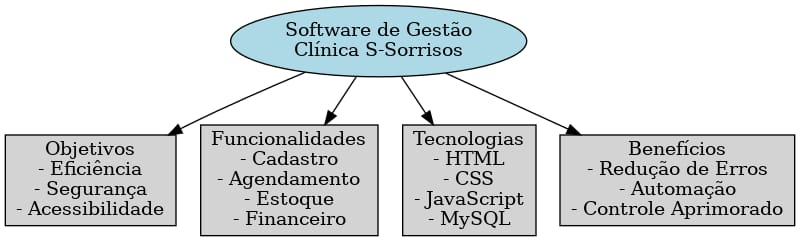 Software de Gestão
Clínica S-Sorrisos
Objetivos
- Eficiência
- Segurança
- Acessibilidade
Funcionalidades
- Cadastro
- Agendamento
- Estoque
- Financeiro
Tecnologias
- HTML
- CSS
- JavaScript
- MySQL
Benefícios
- Redução de Erros
- Automação
- Controle Aprimorado